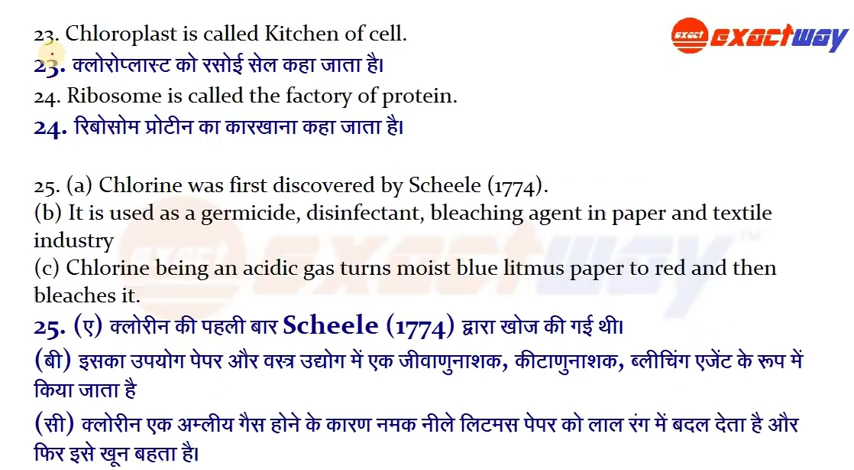 exact exactway
23. Chloroplast is called Kitchen of cell.
23. क्लोरोप्लास्ट को रसोई सेल कहा जाता है।
24. Ribosome is called the factory of protein.
24. रिबोसोम प्रोटीन का कारखाना कहा जाता है।
25. (a) Chlorine was first discovered by Scheele (1774).
(b) It is used as a germicide, disinfectant, bleaching agent in paper and textile
industry
(c) Chlorine being an acidic gas turns moist blue litmus paper to red and then
bleaches it.
exact exactway™
25. (ए) क्लोरीन की पहली बार Scheele (1774) द्वारा खोज की गई थी।
(बी) इसका उपयोग पेपर और वस्त्र उद्योग में एक जीवाणुनाशक, कीटाणुनाशक, ब्लीचिंग एजेंट के रूप में
किया जाता है
(सी) क्लोरीन एक अम्लीय गैस होने के कारण नमक नीले लिटमस पेपर को लाल रंग में बदल देता है और
फिर इसे खून बहता है।